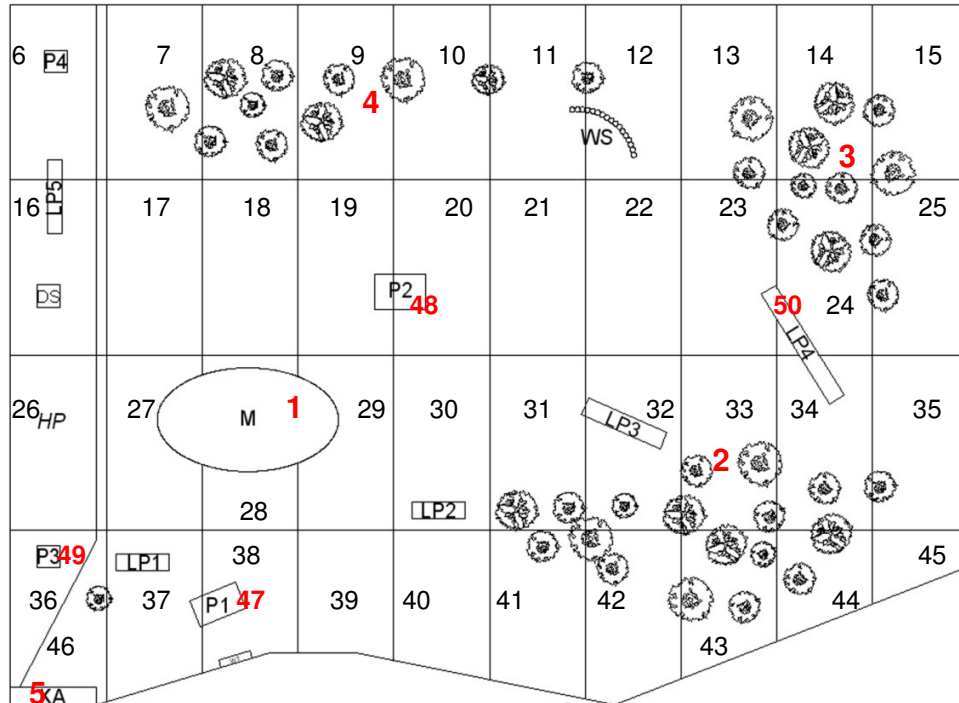 6 P4 7 8 9 10 11 12 13 14 15
4
WS
3
LP5
16 17 18 19 20 21 22 23 25
DS P2 48 50 24
LP4
26 HP 27 M 1 29 30 31 32 33 34 35
LP3
2
28 LP2
P3 49 LP1 38 45
36 37 P1 47 39 40 41 42 44
46 43
5 XA